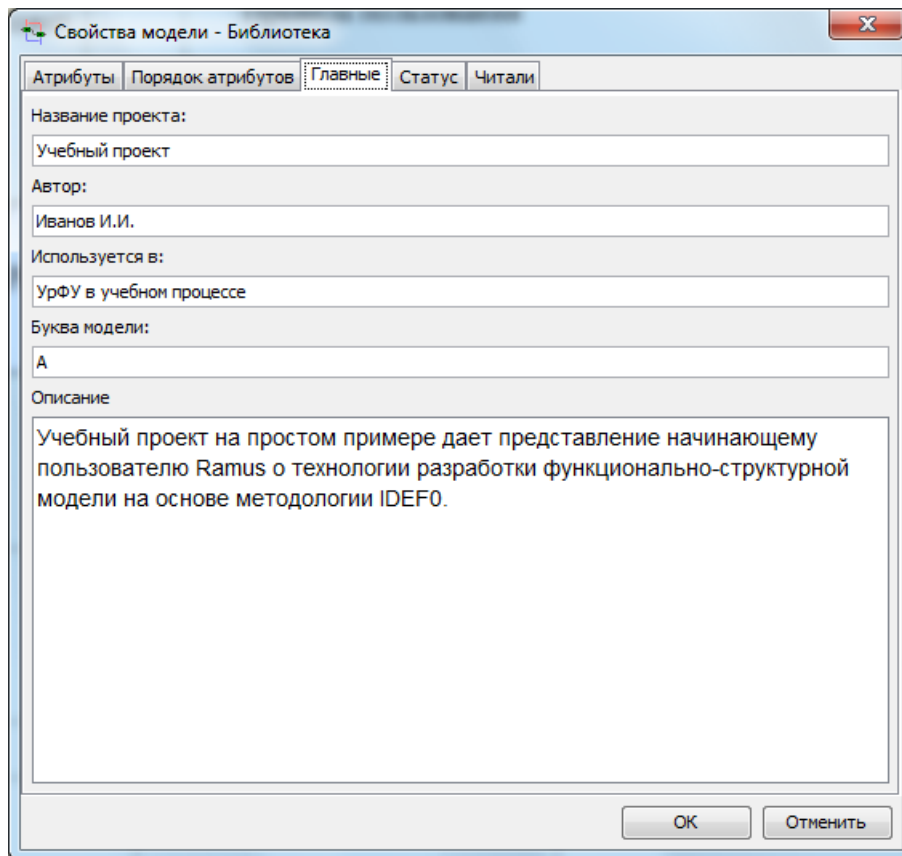 Свойства модели - Библиотека
Атрибуты Порядок атрибутов Главные Статус Читали
Название проекта:
Учебный проект
Автор:
Иванов И.И.
Используется в:
УрФУ в учебном процессе
Буква модели:
А
Описание
Учебный проект на простом примере дает представление начинающему
пользователю Ramus о технологии разработки функционально-структурной
модели на основе методологии IDEF0.
OK Отменить